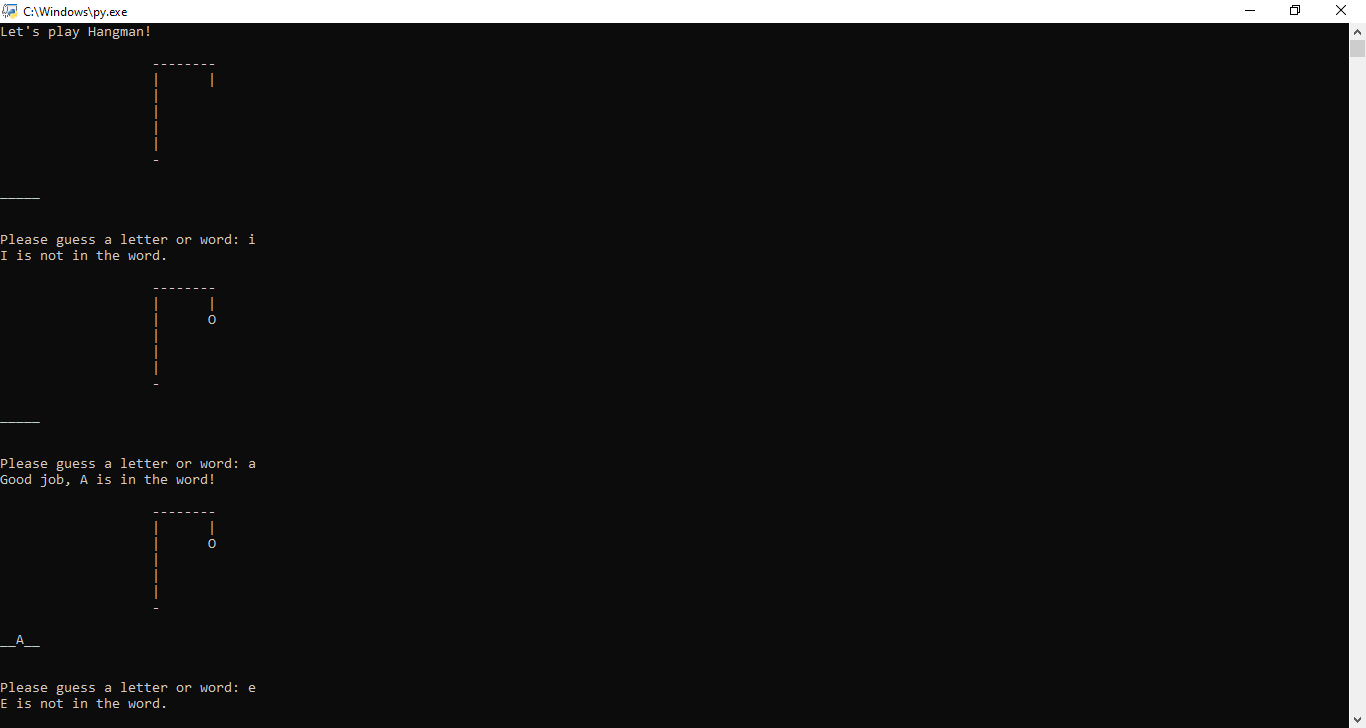 C:\Windows\py.exe
Let's play Hangman!
--------
|      |
|
|
|
|
-
_____
Please guess a letter or word: i
I is not in the word.
--------
|      |
|      O
|
|
|
-
_____
Please guess a letter or word: a
Good job, A is in the word!
--------
|      |
|      O
|
|
|
-
__A__
Please guess a letter or word: e
E is not in the word.